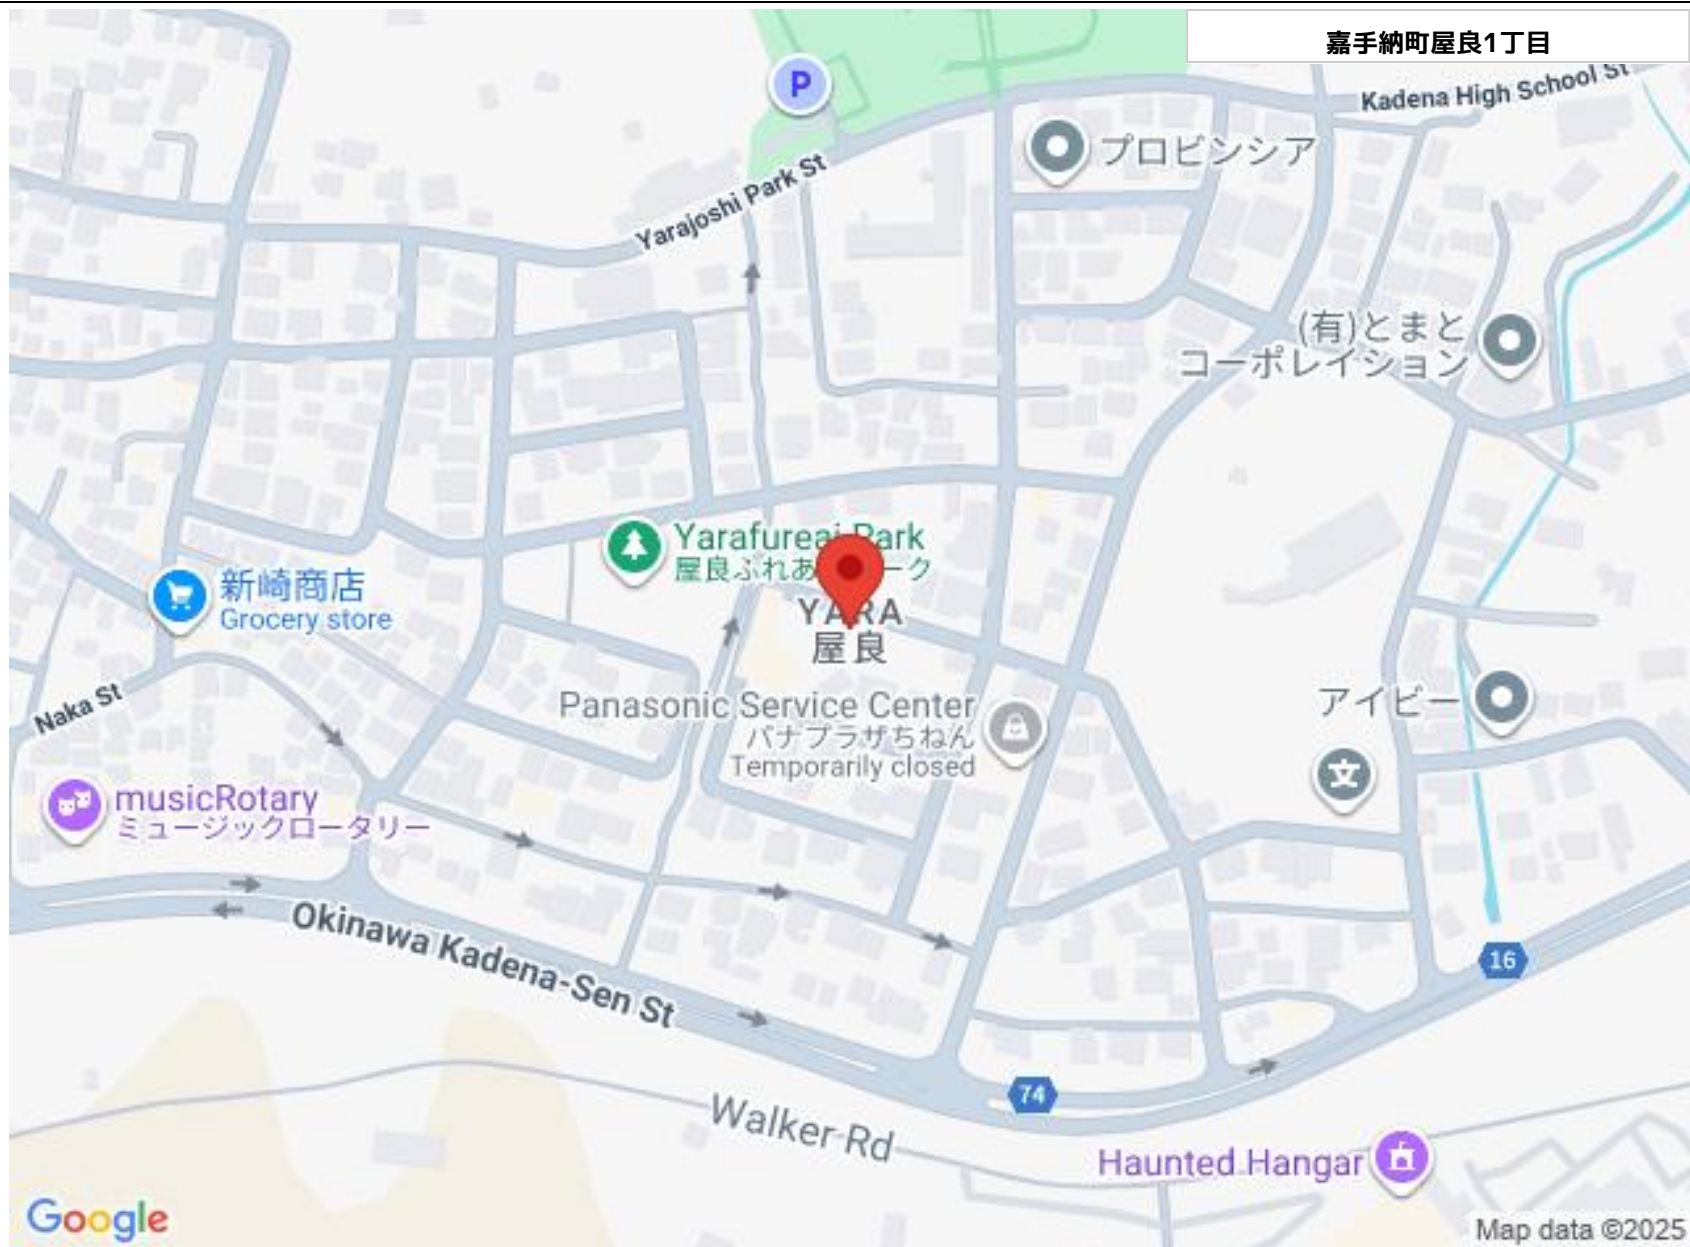 嘉手納町屋良1丁目
Kadena High School St
P
プロビンシア
Yarajoshi Park St
(有)とまと
コーポレイション
Yarafureai Park
屋良ふれあ
ーク
新崎商店
Grocery store
YARA
屋良
Panasonic Service Center
パナプラザちねん
Temporarily closed
アイビー
Naka St
文
musicRotary
ミュージックロータリー
Okinawa Kadena-Sen St
16
74
Walker Rd
Haunted Hangar
Google
Map data ©2025